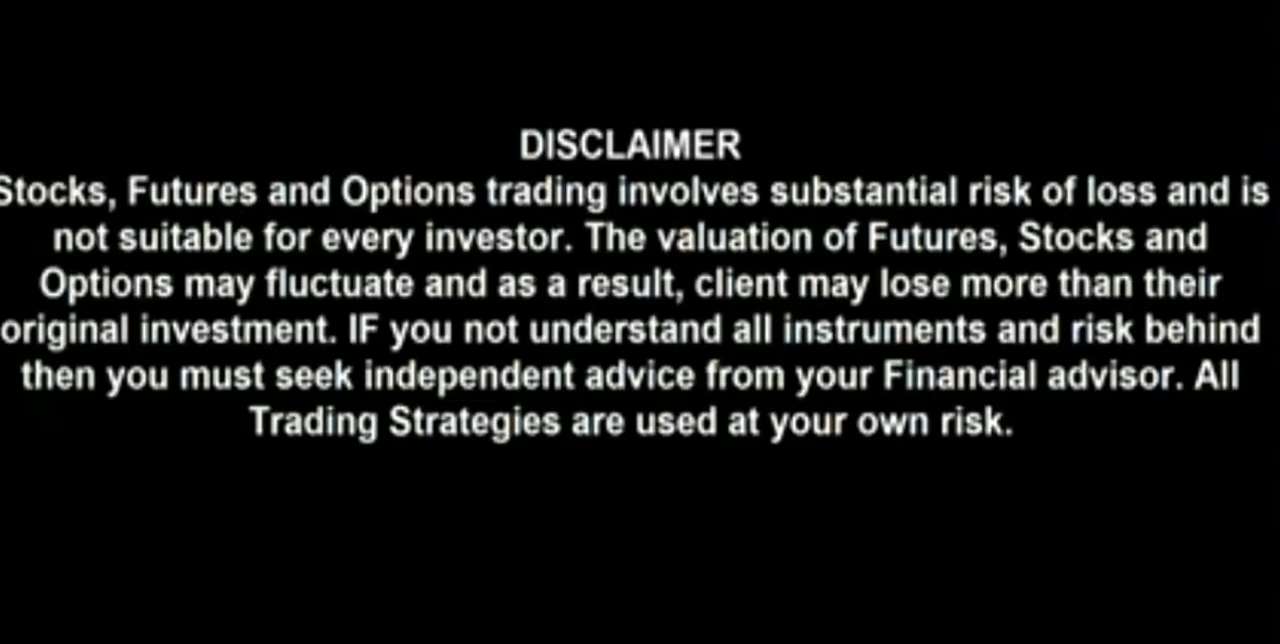 DISCLAIMER
Stocks, Futures and Options trading involves substantial risk of loss and is
not suitable for every investor. The valuation of Futures, Stocks and
Options may fluctuate and as a result, client may lose more than their
original investment. IF you not understand all instruments and risk behind
then you must seek independent advice from your Financial advisor. All
Trading Strategies are used at your own risk.